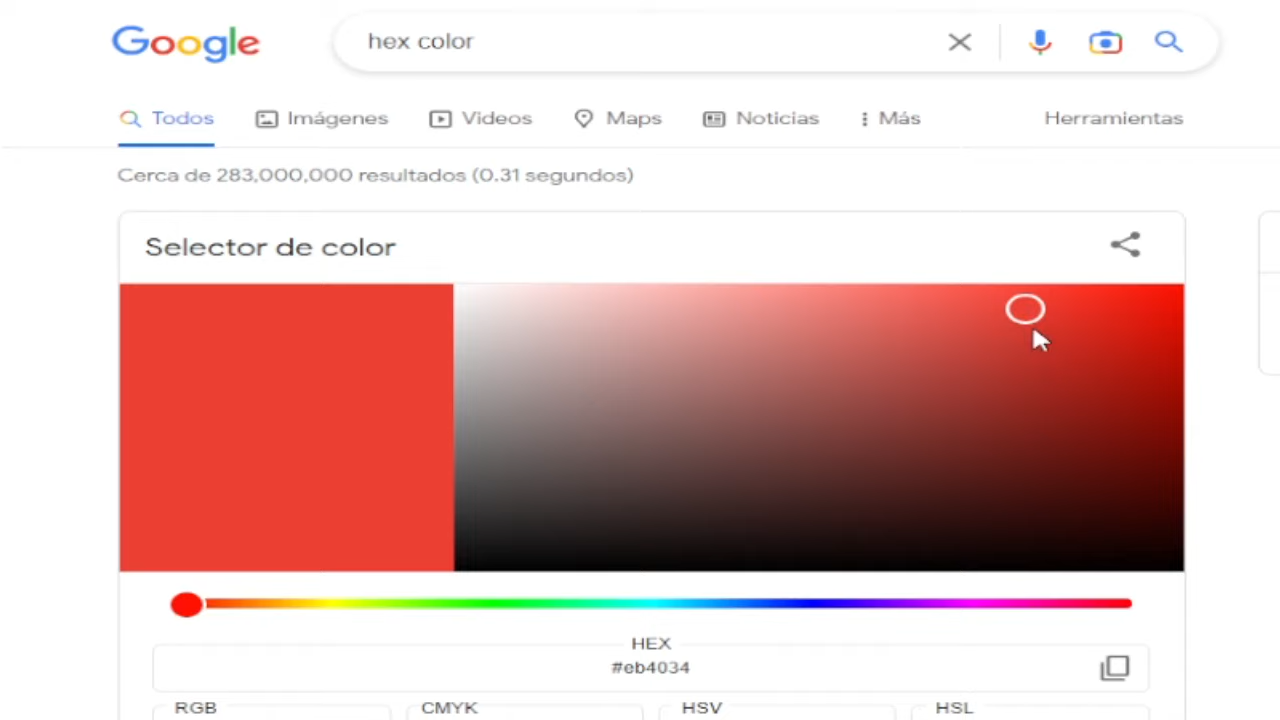 Google
hex color
Todos Imágenes Videos Maps Noticias Más Herramientas
Cerca de 283,000,000 resultados (0.31 segundos)
Selector de color
HEX
#eb4034
RGB CMYK HSV HSL